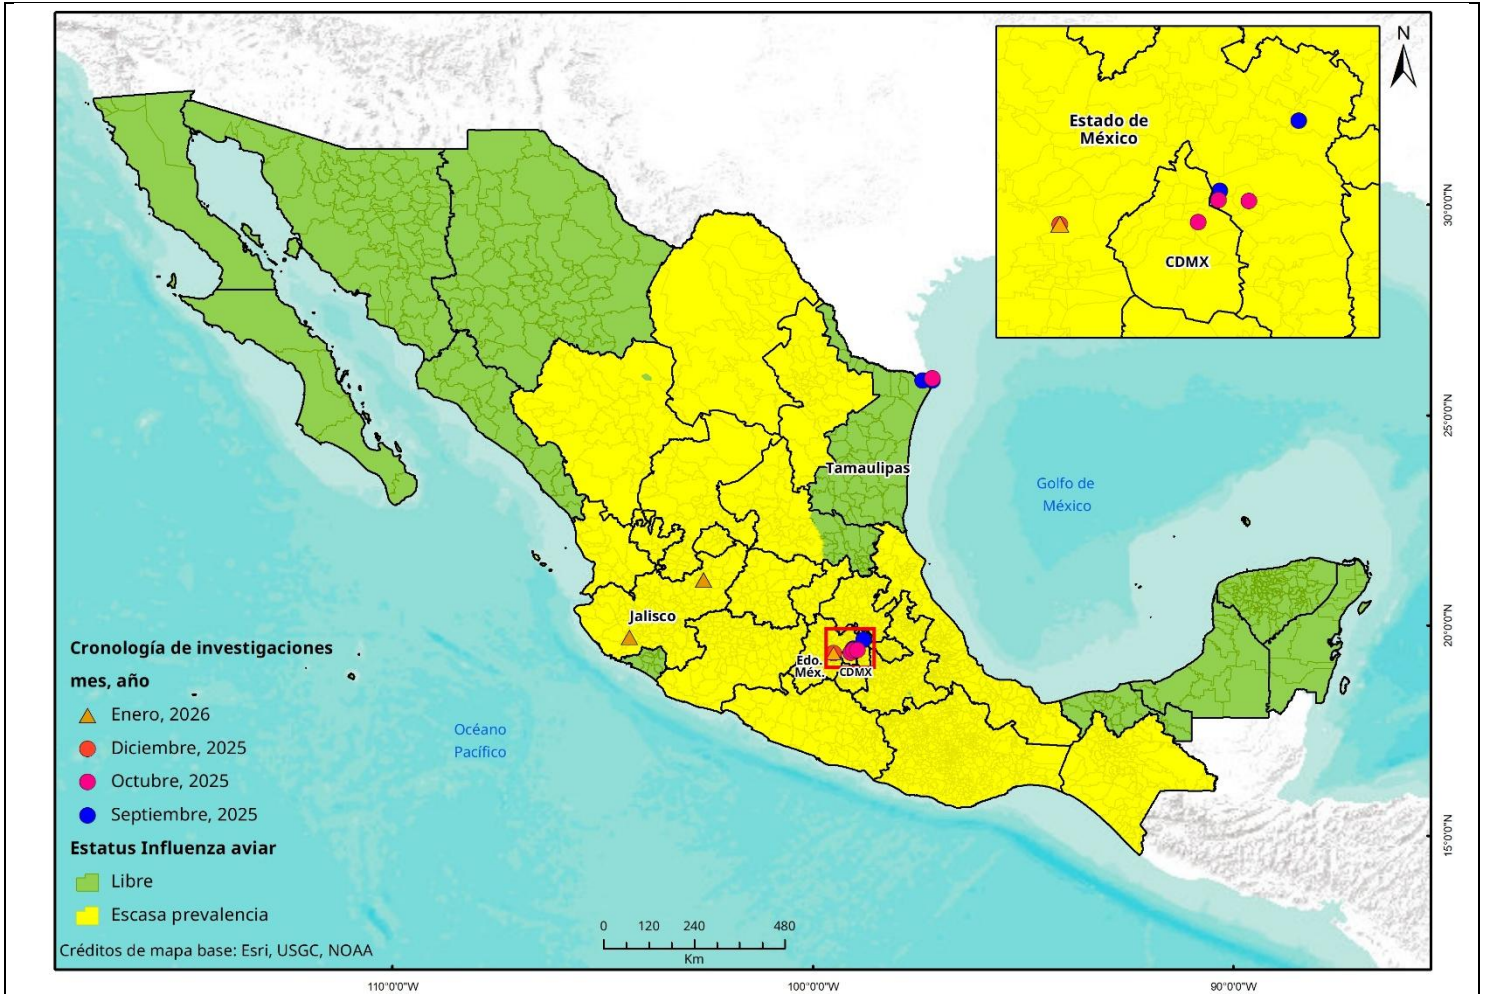 N
Estado de
México
CDMX
30°0'0"N
25°0'0"N
Tamaulipas
Golfo de
México
20°0'0"N
Jalisco
Edo.
Méx.
CDMX
Océano
Pacífico
15°0'0"N
Cronología de investigaciones
mes, año
Enero, 2026
Diciembre, 2025
Octubre, 2025
Septiembre, 2025
Estatus Influenza aviar
Libre
Escasa prevalencia
Créditos de mapa base: Esri, USGC, NOAA
0 120 240 480
Km
110°0'0"W 100°0'0"W 90°0'0"W